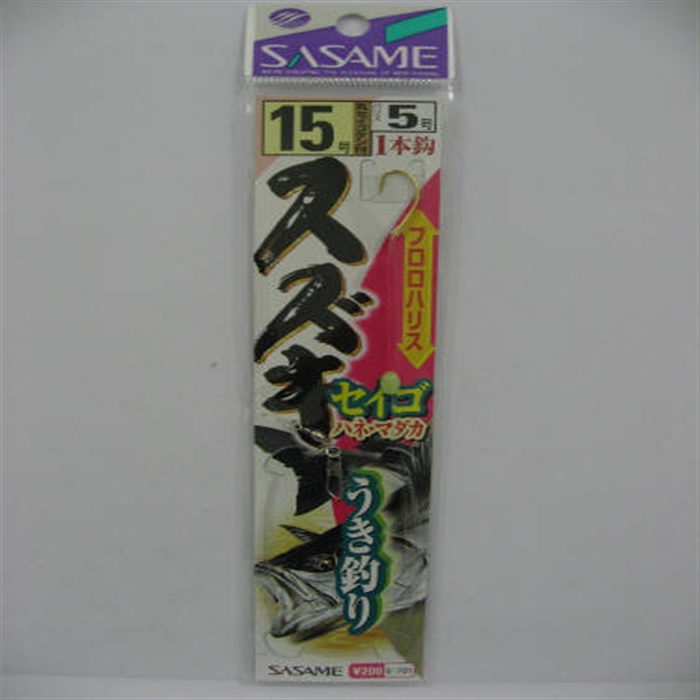 SASAME
15号
5号
1本鈎
スズキ
フロロハリス
セイゴ
ハネ・マダカ
うき釣り
SASAME
¥200